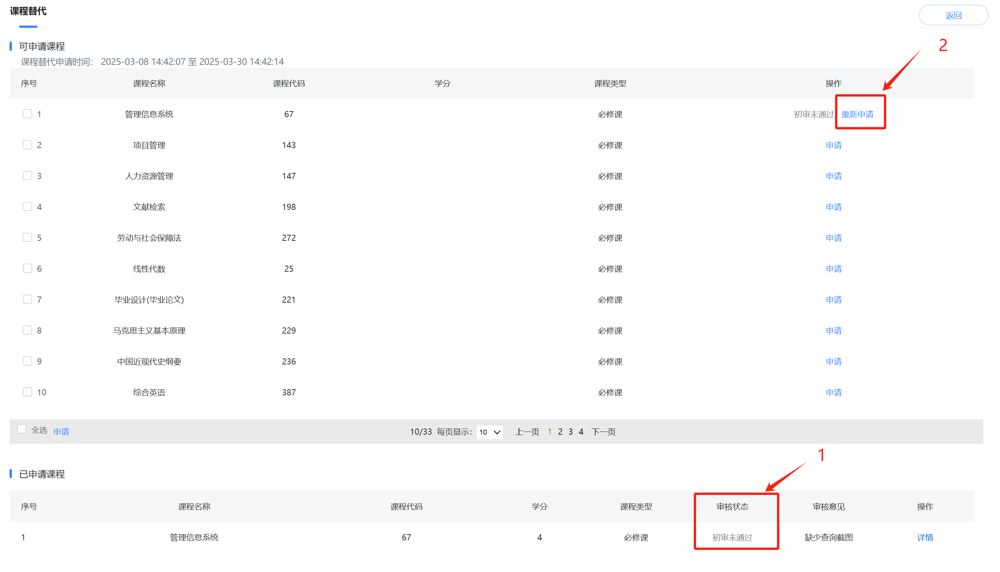 课程替代
返回
可申请课程
2
课程替代申请时间： 2025-03-08 14:42:07 至 2025-03-30 14:42:14
序号 课程名称 课程代码 学分 课程类型 操作
1 管理信息系统 67 必修课 初审未通过 重新申请
2 项目管理 143 必修课 申请
3 人力资源管理 147 必修课 申请
4 文献检索 198 必修课 申请
5 劳动与社会保障法 272 必修课 申请
6 线性代数 25 必修课 申请
7 毕业设计(毕业论文) 221 必修课 申请
8 马克思主义基本原理 229 必修课 申请
9 中国近现代史纲要 236 必修课 申请
10 综合英语 387 必修课 申请
全选 申请 10/33 每页显示： 10 上一页 1 2 3 4 下一页
1
已申请课程
序号 课程名称 课程代码 学分 课程类型 审核状态 审核意见 操作
1 管理信息系统 67 4 必修课 初审未通过 缺少查询截图 详情